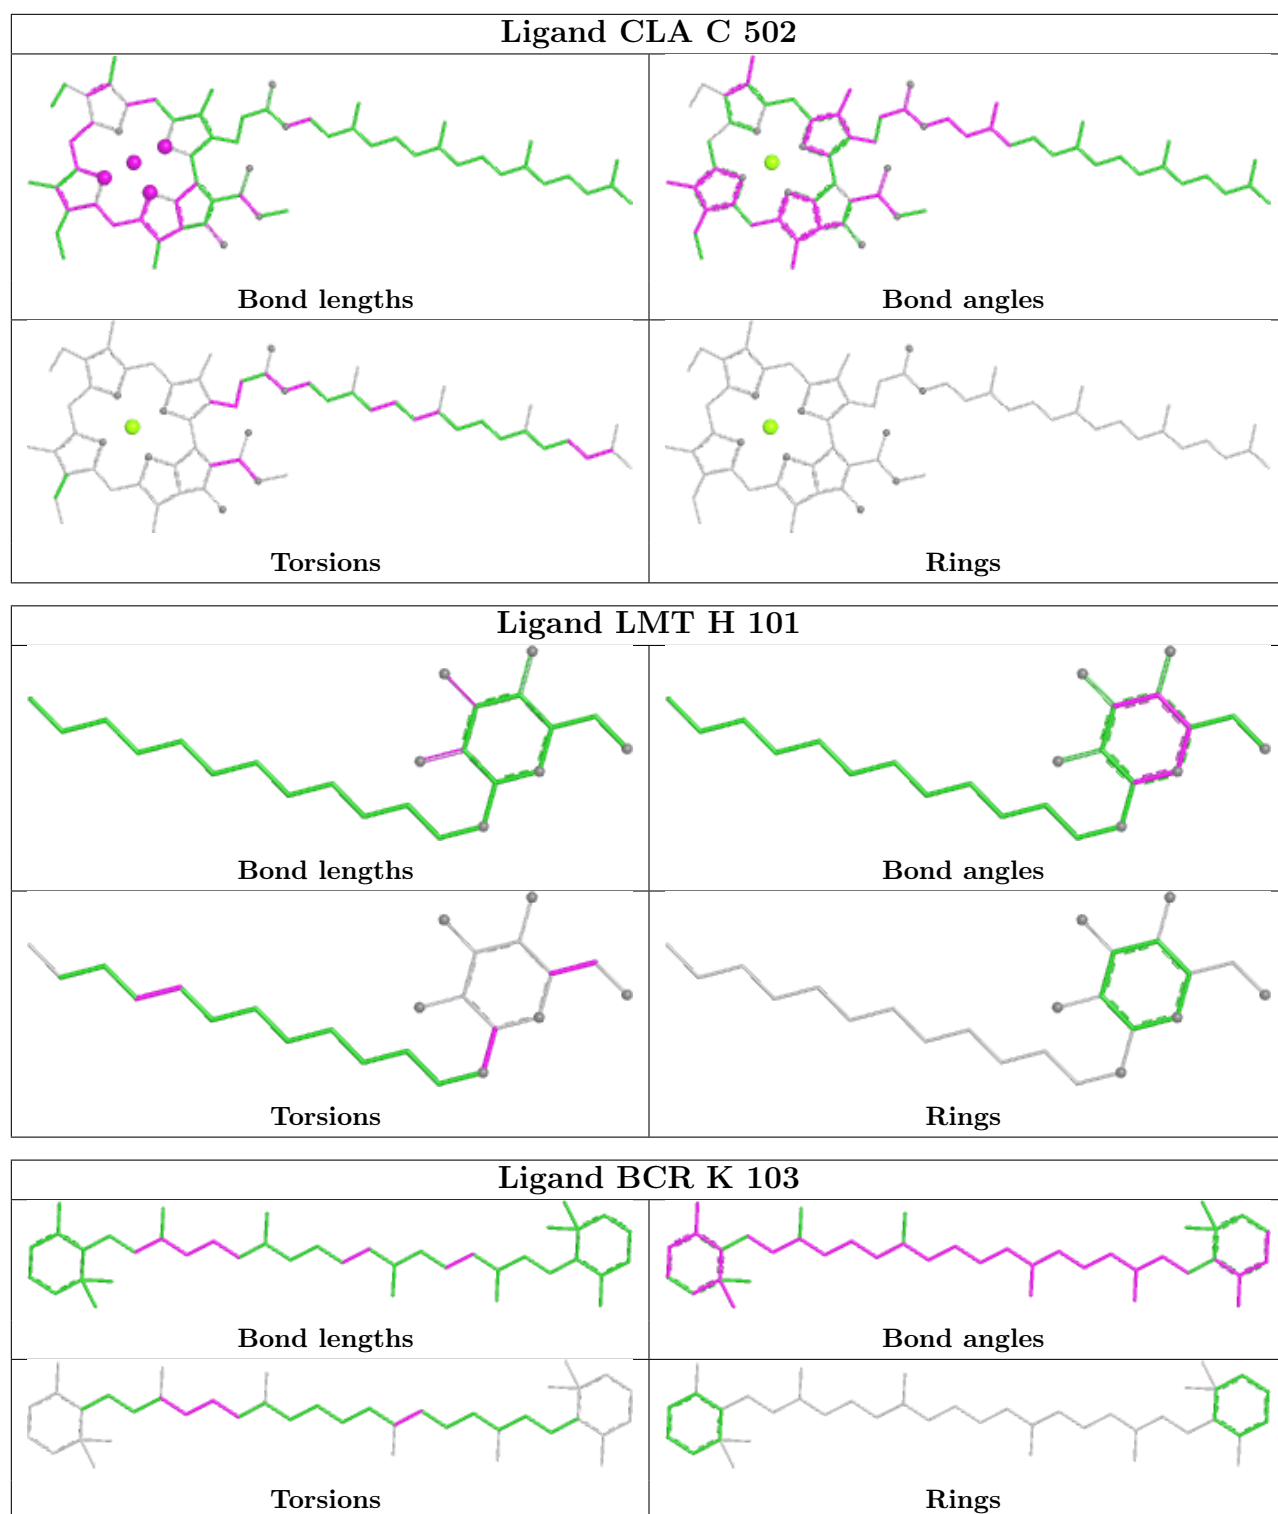 Ligand CLA C 502
Bond lengths
Bond angles
Torsions
Rings
Ligand LMT H 101
Bond lengths
Bond angles
Torsions
Rings
Ligand BCR K 103
Bond lengths
Bond angles
Torsions
Rings